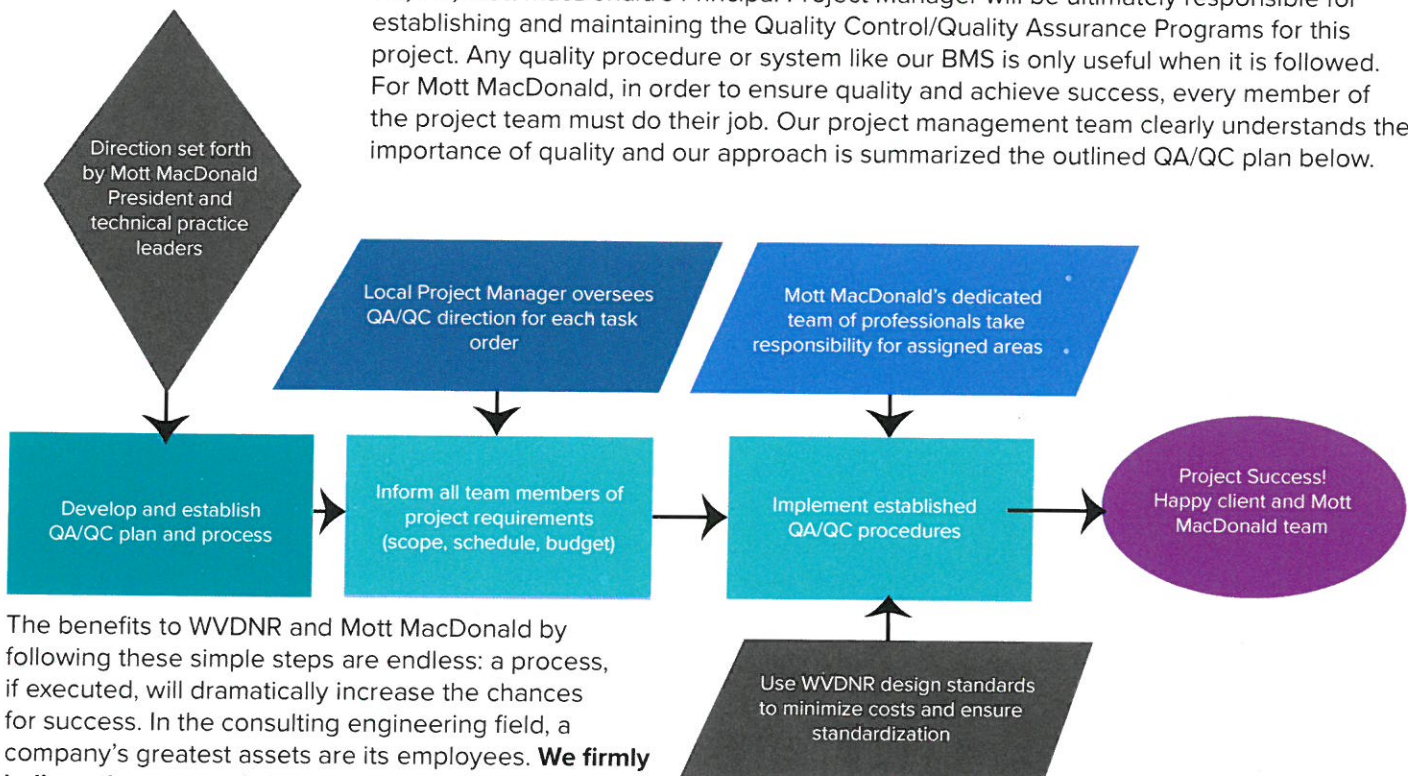 establishing and maintaining the Quality Control/Quality Assurance Programs for this
project. Any quality procedure or system like our BMS is only useful when it is followed.
For Mott MacDonald, in order to ensure quality and achieve success, every member of
the project team must do their job. Our project management team clearly understands the
importance of quality and our approach is summarized the outlined QA/QC plan below.
Direction set forth
by Mott MacDonald
President and
technical practice
leaders
Local Project Manager oversees
QA/QC direction for each task
order
Mott MacDonald's dedicated
team of professionals take
responsibility for assigned areas
Develop and establish
QA/QC plan and process
Inform all team members of
project requirements
(scope, schedule, budget)
Implement established
QA/QC procedures
Project Success!
Happy client and Mott
MacDonald team
Use WVDNR design standards
to minimize costs and ensure
standardization
The benefits to WVDNR and Mott MacDonald by
following these simple steps are endless: a process,
if executed, will dramatically increase the chances
for success. In the consulting engineering field, a
company's greatest assets are its employees. We firmly